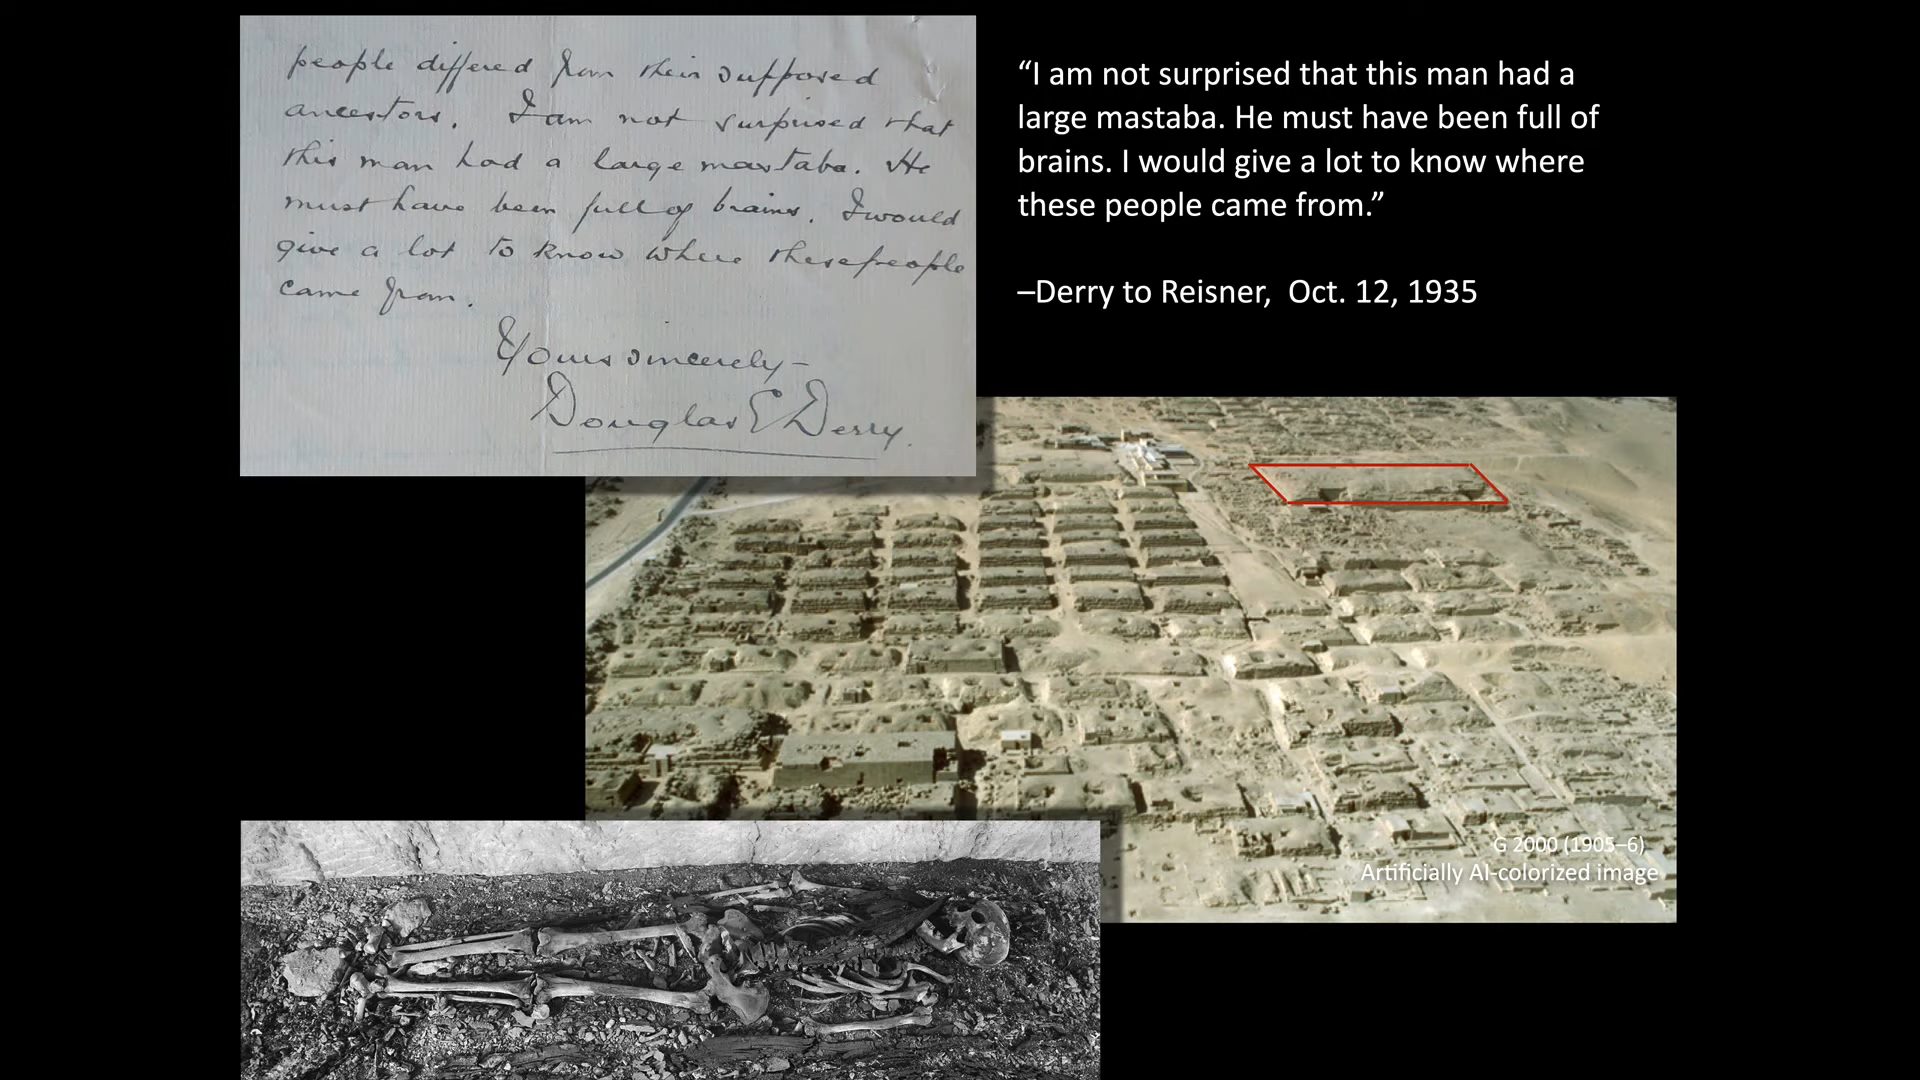 people differed from their supposed
ancestors. I am not surprised that
this man had a large mastaba. He
must have been full of brains. I would
give a lot to know where these people
came from.
Yours sincerely –
Douglas E Derry.
“I am not surprised that this man had a
large mastaba. He must have been full of
brains. I would give a lot to know where
these people came from.”
–Derry to Reisner, Oct. 12, 1935
G 2000 (1905–6)
Artificially AI-colorized image